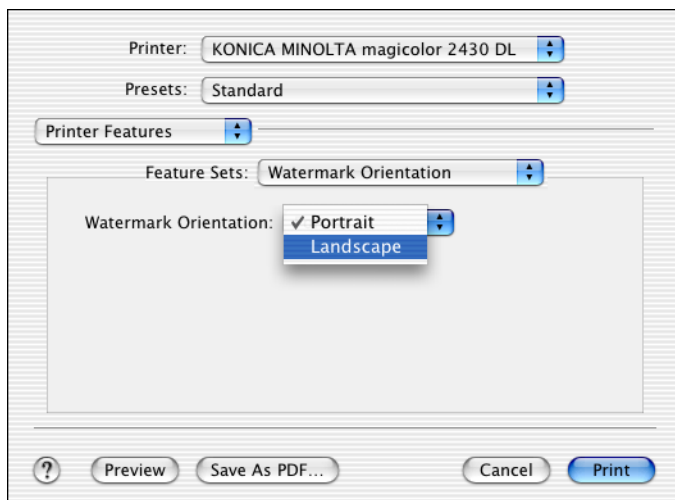 Printer: KONICA MINOLTA magicolor 2430 DL
Presets: Standard
Printer Features
Feature Sets: Watermark Orientation
Watermark Orientation: ✓ Portrait
Landscape
? Preview Save As PDF... Cancel Print